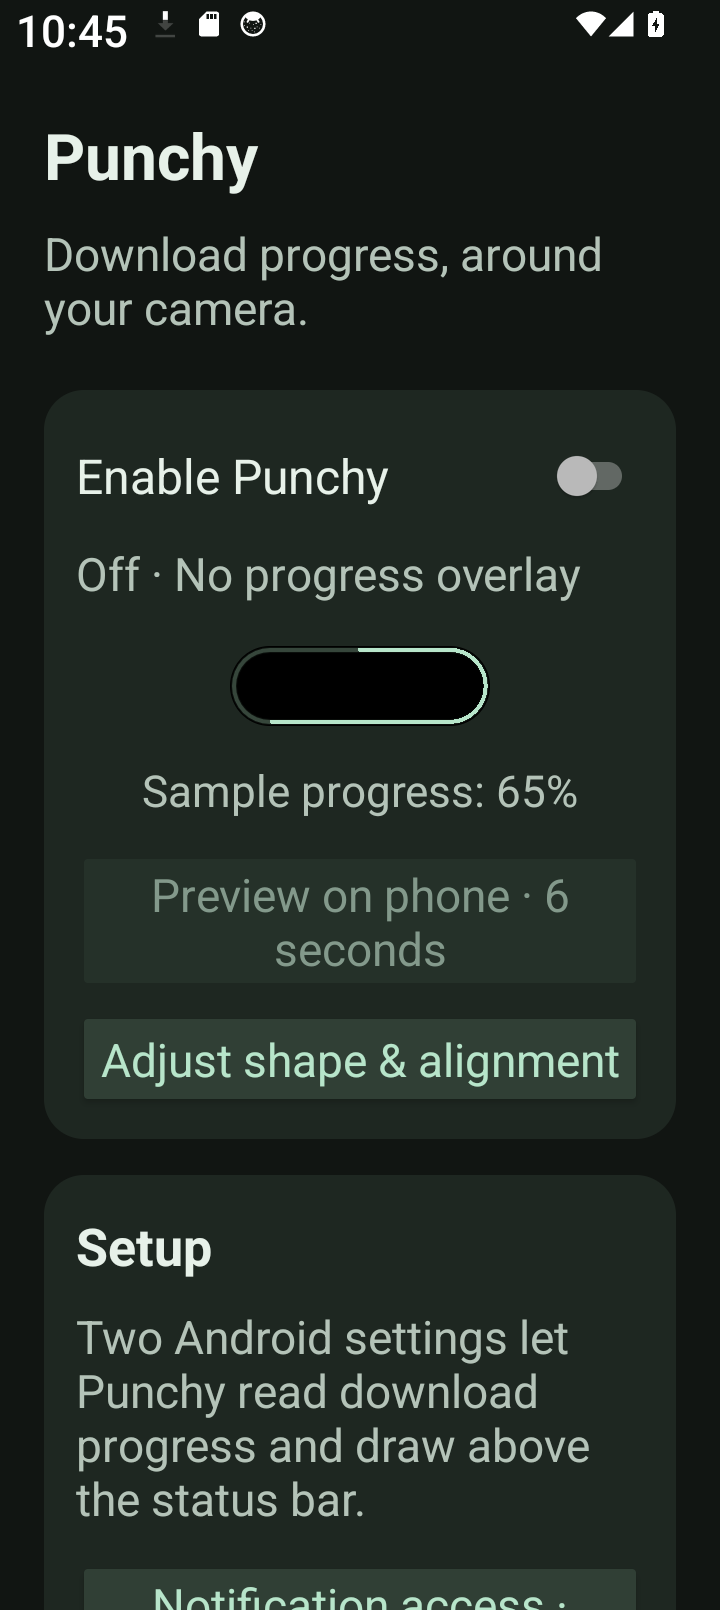 10:45
Punchy
Download progress, around
your camera.
Enable Punchy
Off · No progress overlay
Sample progress: 65%
Preview on phone · 6
seconds
Adjust shape & alignment
Setup
Two Android settings let
Punchy read download
progress and draw above
the status bar.
Notification access ·